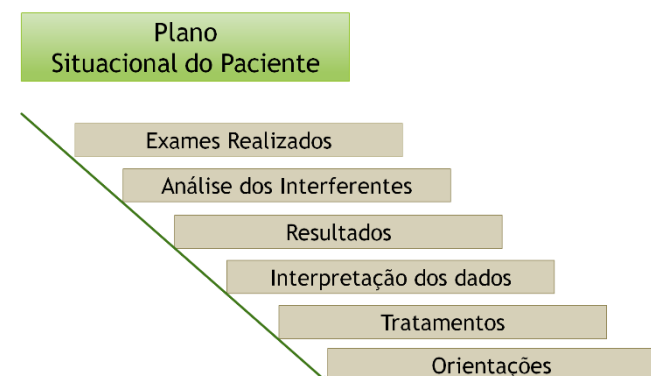 Plano
Situacional do Paciente
Exames Realizados
Análise dos Interferentes
Resultados
Interpretação dos dados
Tratamentos
Orientações